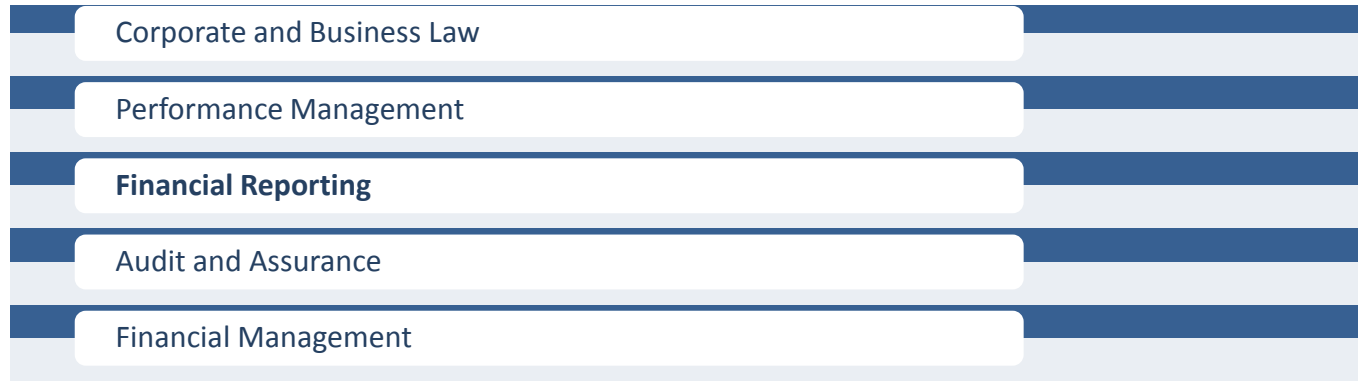 Corporate and Business Law
Performance Management
Financial Reporting
Audit and Assurance
Financial Management